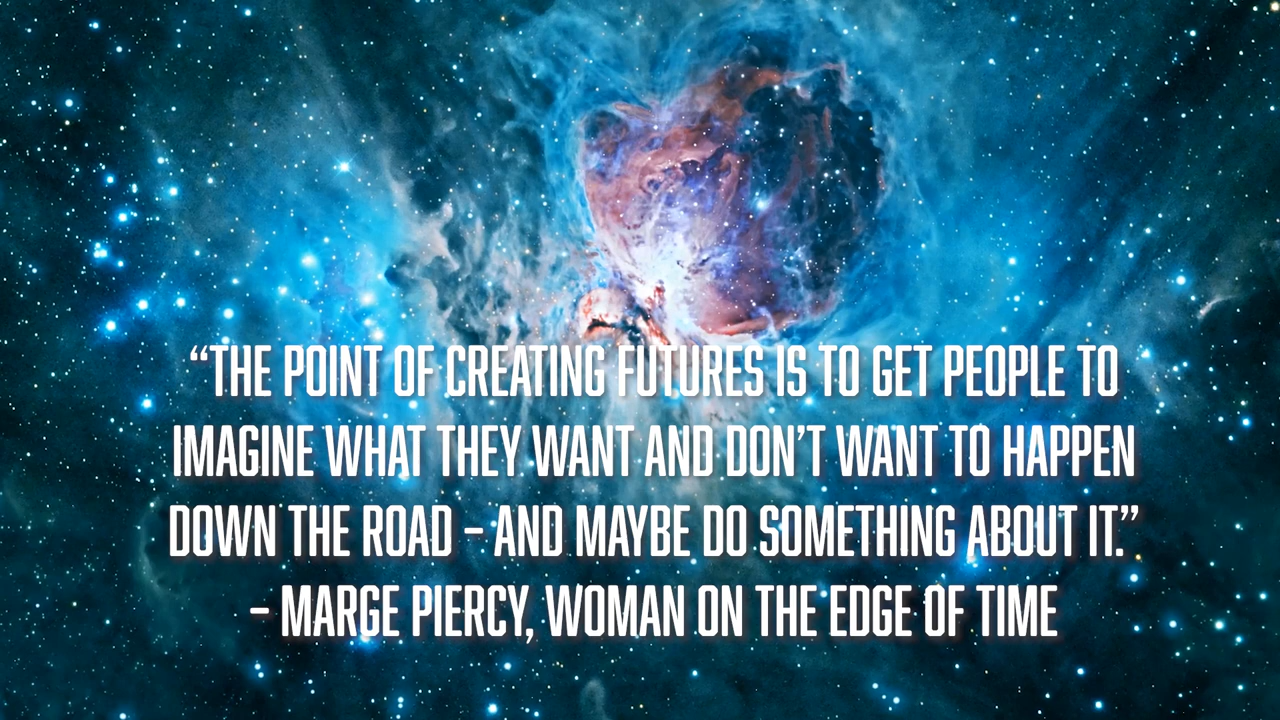 “THE POINT OF CREATING FUTURES IS TO GET PEOPLE TO
IMAGINE WHAT THEY WANT AND DON’T WANT TO HAPPEN
DOWN THE ROAD – AND MAYBE DO SOMETHING ABOUT IT.”
– MARGE PIERCY, WOMAN ON THE EDGE OF TIME